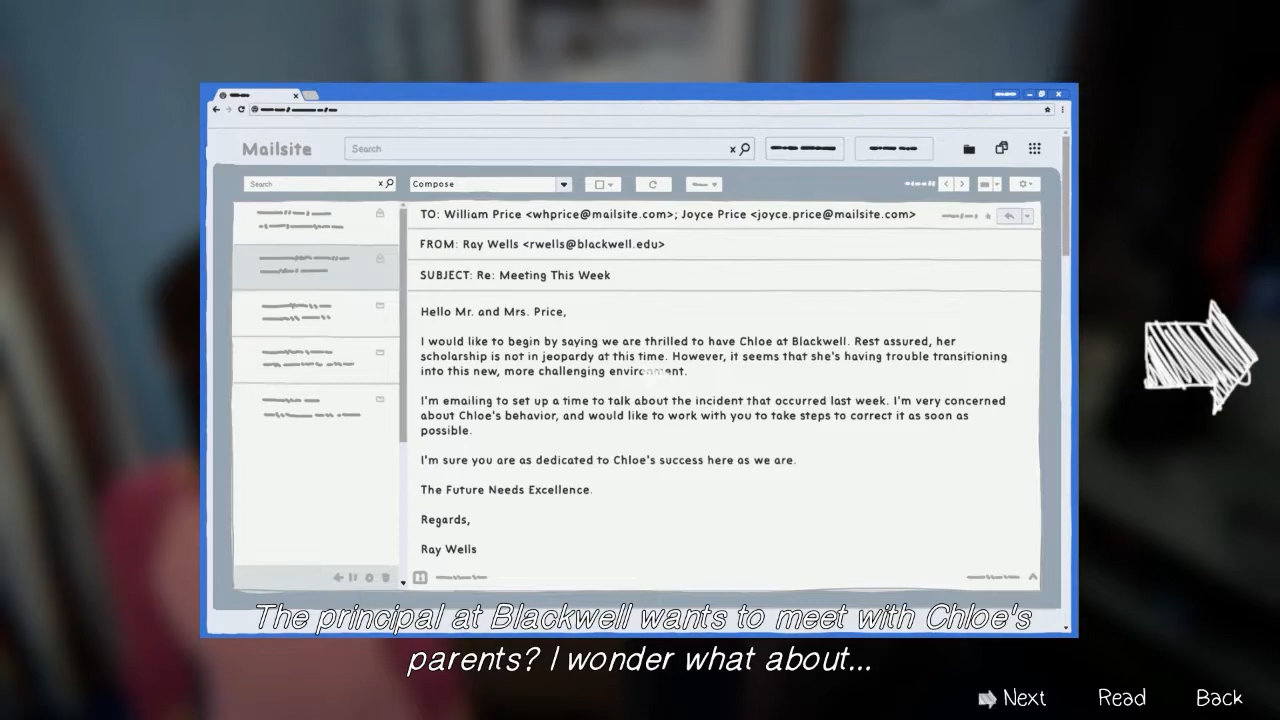 Mailsite
Search
x
Search
x
Compose
TO: William Price <whprice@mailsite.com>; Joyce Price <joyce.price@mailsite.com>
FROM: Ray Wells <rwells@blackwell.edu>
SUBJECT: Re: Meeting This Week
Hello Mr. and Mrs. Price,
I would like to begin by saying we are thrilled to have Chloe at Blackwell. Rest assured, her
scholarship is not in jeopardy at this time. However, it seems that she's having trouble transitioning
into this new, more challenging environment.
I'm emailing to set up a time to talk about the incident that occurred last week. I'm very concerned
about Chloe's behavior, and would like to work with you to take steps to correct it as soon as
possible.
I'm sure you are as dedicated to Chloe's success here as we are.
The Future Needs Excellence.
Regards,
Ray Wells
The principal at Blackwell wants to meet with Chloe's
parents? I wonder what about...
Next Read Back